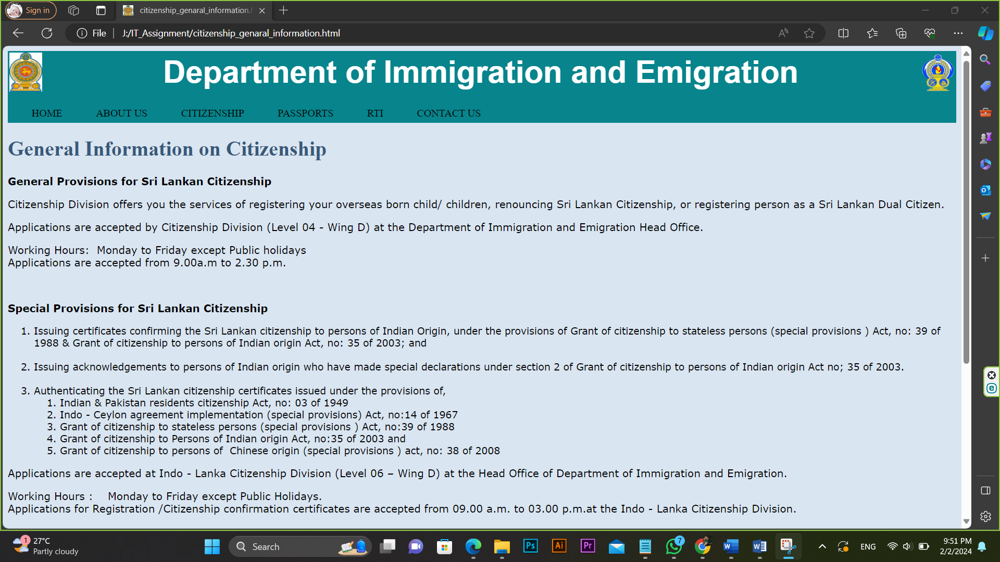 Sign in
citizenship_genaral_information.h
File
J:/IT_Assignment/citizenship_genaral_information.html
Department of Immigration and Emigration
HOME ABOUT US CITIZENSHIP PASSPORTS RTI CONTACT US
General Information on Citizenship
General Provisions for Sri Lankan Citizenship
Citizenship Division offers you the services of registering your overseas born child/ children, renouncing Sri Lankan Citizenship, or registering person as a Sri Lankan Dual Citizen.
Applications are accepted by Citizenship Division (Level 04 - Wing D) at the Department of Immigration and Emigration Head Office.
Working Hours:  Monday to Friday except Public holidays
Applications are accepted from 9.00a.m to 2.30 p.m.
Special Provisions for Sri Lankan Citizenship
1. Issuing certificates confirming the Sri Lankan citizenship to persons of Indian Origin, under the provisions of Grant of citizenship to stateless persons (special provisions ) Act, no: 39 of
1988 & Grant of citizenship to persons of Indian origin Act, no: 35 of 2003; and
2. Issuing acknowledgements to persons of Indian origin who have made special declarations under section 2 of Grant of citizenship to persons of Indian origin Act no; 35 of 2003.
3. Authenticating the Sri Lankan citizenship certificates issued under the provisions of,
1. Indian & Pakistan residents citizenship Act, no: 03 of 1949
2. Indo - Ceylon agreement implementation (special provisions) Act, no:14 of 1967
3. Grant of citizenship to stateless persons (special provisions ) Act, no:39 of 1988
4. Grant of citizenship to Persons of Indian origin Act, no:35 of 2003 and
5. Grant of citizenship to persons of  Chinese origin (special provisions ) act, no: 38 of 2008
Applications are accepted at Indo - Lanka Citizenship Division (Level 06 – Wing D) at the Head Office of Department of Immigration and Emigration.
Working Hours :    Monday to Friday except Public Holidays.
Applications for Registration /Citizenship confirmation certificates are accepted from 09.00 a.m. to 03.00 p.m.at the Indo - Lanka Citizenship Division.
1
27°C
Partly cloudy
Search
Ps
Ai
Pr
7
W
W
ENG
9:51 PM
2/2/2024